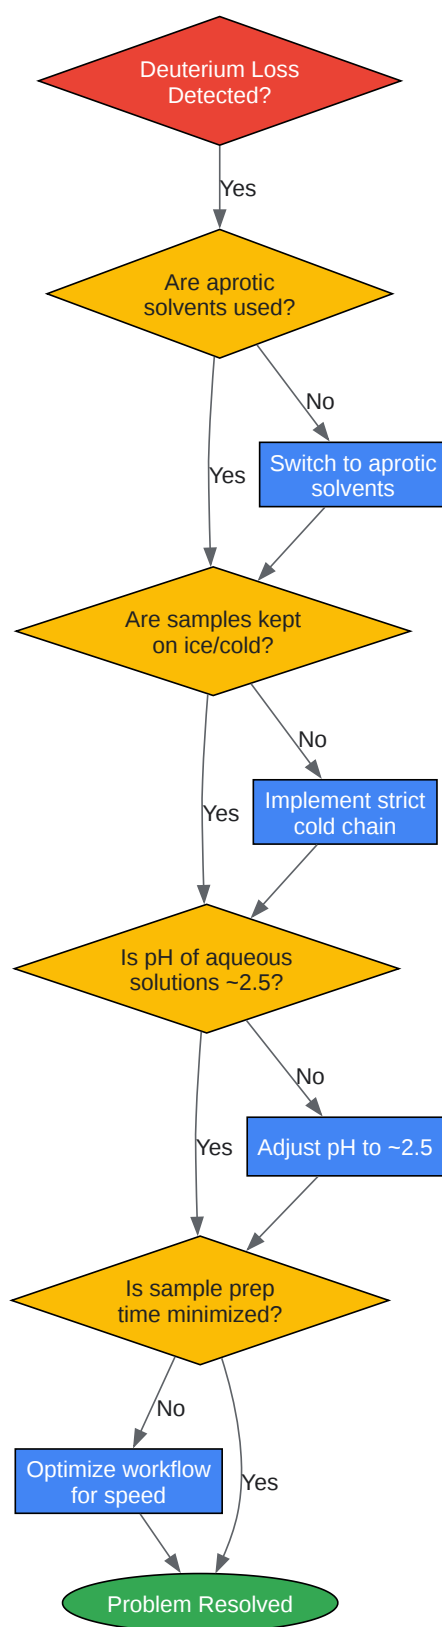 Deuterium Loss
Detected?
Yes
Are aprotic
solvents used?
No
Switch to aprotic
solvents
Yes
Are samples kept
on ice/cold?
No
Implement strict
cold chain
Yes
Is pH of aqueous
solutions ~2.5?
No
Adjust pH to ~2.5
Yes
Is sample prep
time minimized?
No
Optimize workflow
for speed
Yes
Problem Resolved